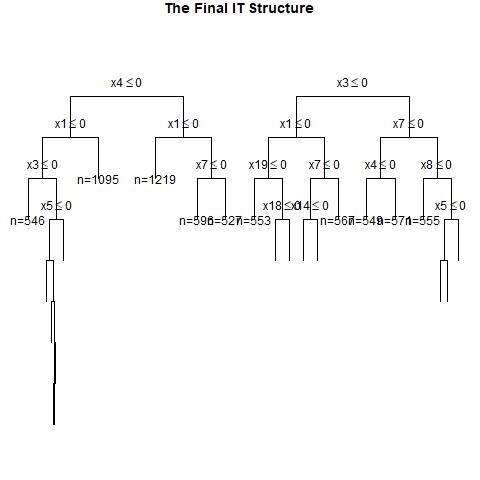 The Final IT Structure
x4 ≤ 0 x3 ≤ 0
x1 ≤ 0 x1 ≤ 0 x1 ≤ 0 x7 ≤ 0
x3 ≤ 0 n=1095 n=1219 x7 ≤ 0 x19 ≤ 0 x7 ≤ 0 x4 ≤ 0 x8 ≤ 0
n=546 x5 ≤ 0 n=596 n=527 n=553 x18 ≤ 0 x14 ≤ 0 n=567 n=549 n=571 n=555 x5 ≤ 0